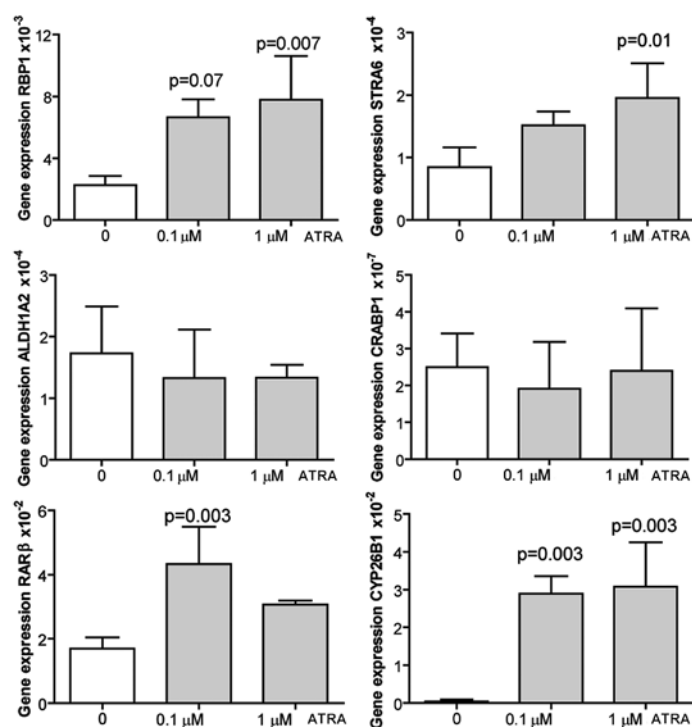 Gene expression RBP1 x10-3
12
8
4
0
p=0.07
p=0.007
0
0.1 µM
1 µM
ATRA
Gene expression STRA6 x10-4
3
2
1
0
p=0.01
0
0.1 µM
1 µM
ATRA
Gene expression ALDH1A2 x10-4
3
2
1
0
0
0.1 µM
1 µM
ATRA
Gene expression CRABP1 x10-7
5
4
3
2
1
0
0
0.1 µM
1 µM
ATRA
Gene expression RARβ x10-2
6
4
2
0
p=0.003
0
0.1 µM
1 µM
ATRA
Gene expression CYP26B1 x10-2
5
4
3
2
1
0
p=0.003
p=0.003
0
0.1 µM
1 µM
ATRA